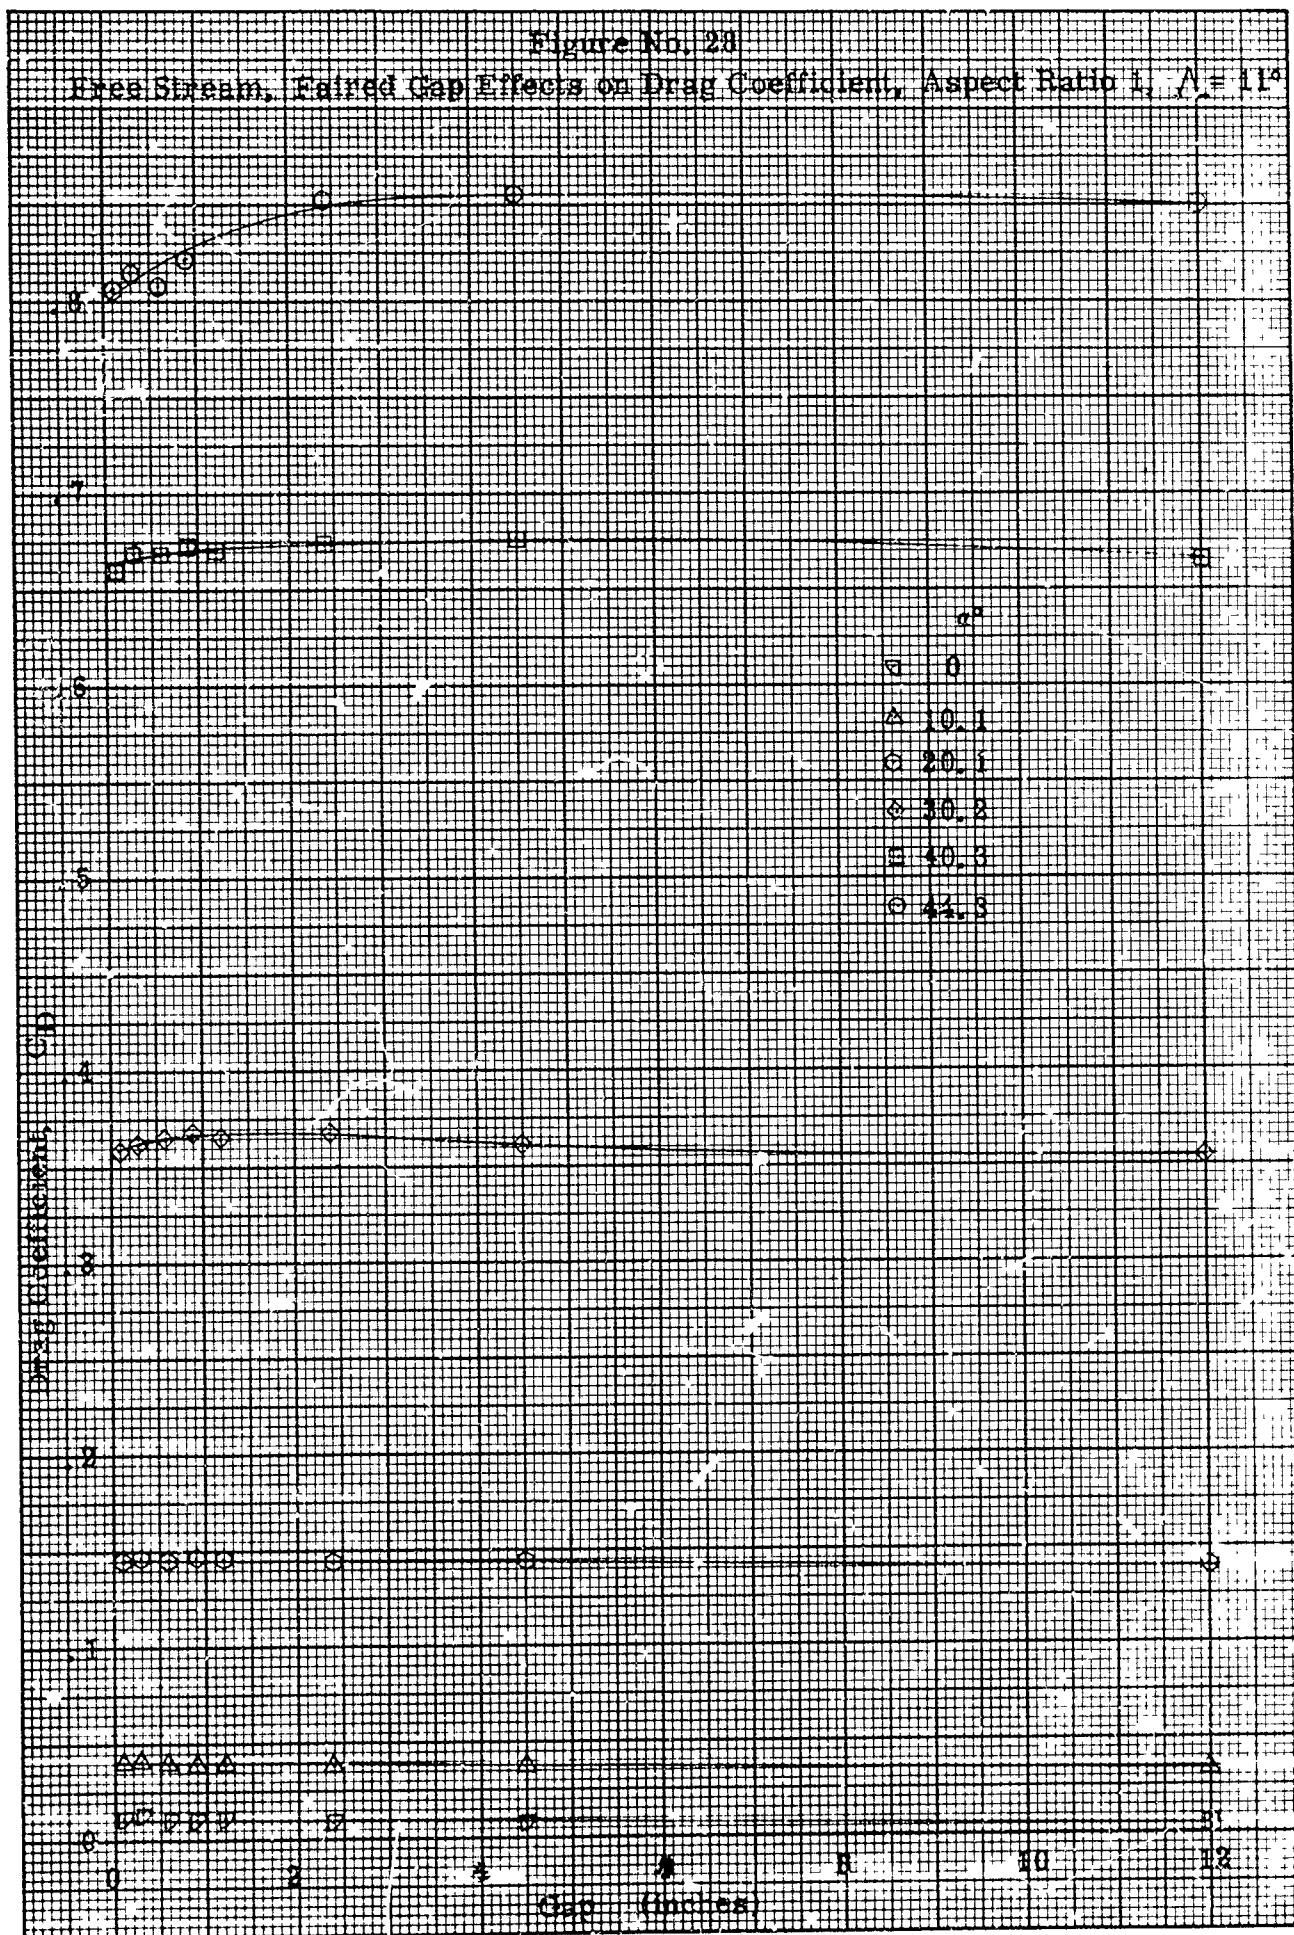 Figure No. 28
Free Stream, Faired Gap Effects on Drag Coefficient, Aspect Ratio 1, Λ = 11°
.8
.7
α°
0
.6
10.1
20.1
30.2
40.3
.5
44.3
Drag Coefficient, CD
.4
.3
.2
.1
0
0 2 4 8 10 12
Gap (inches)